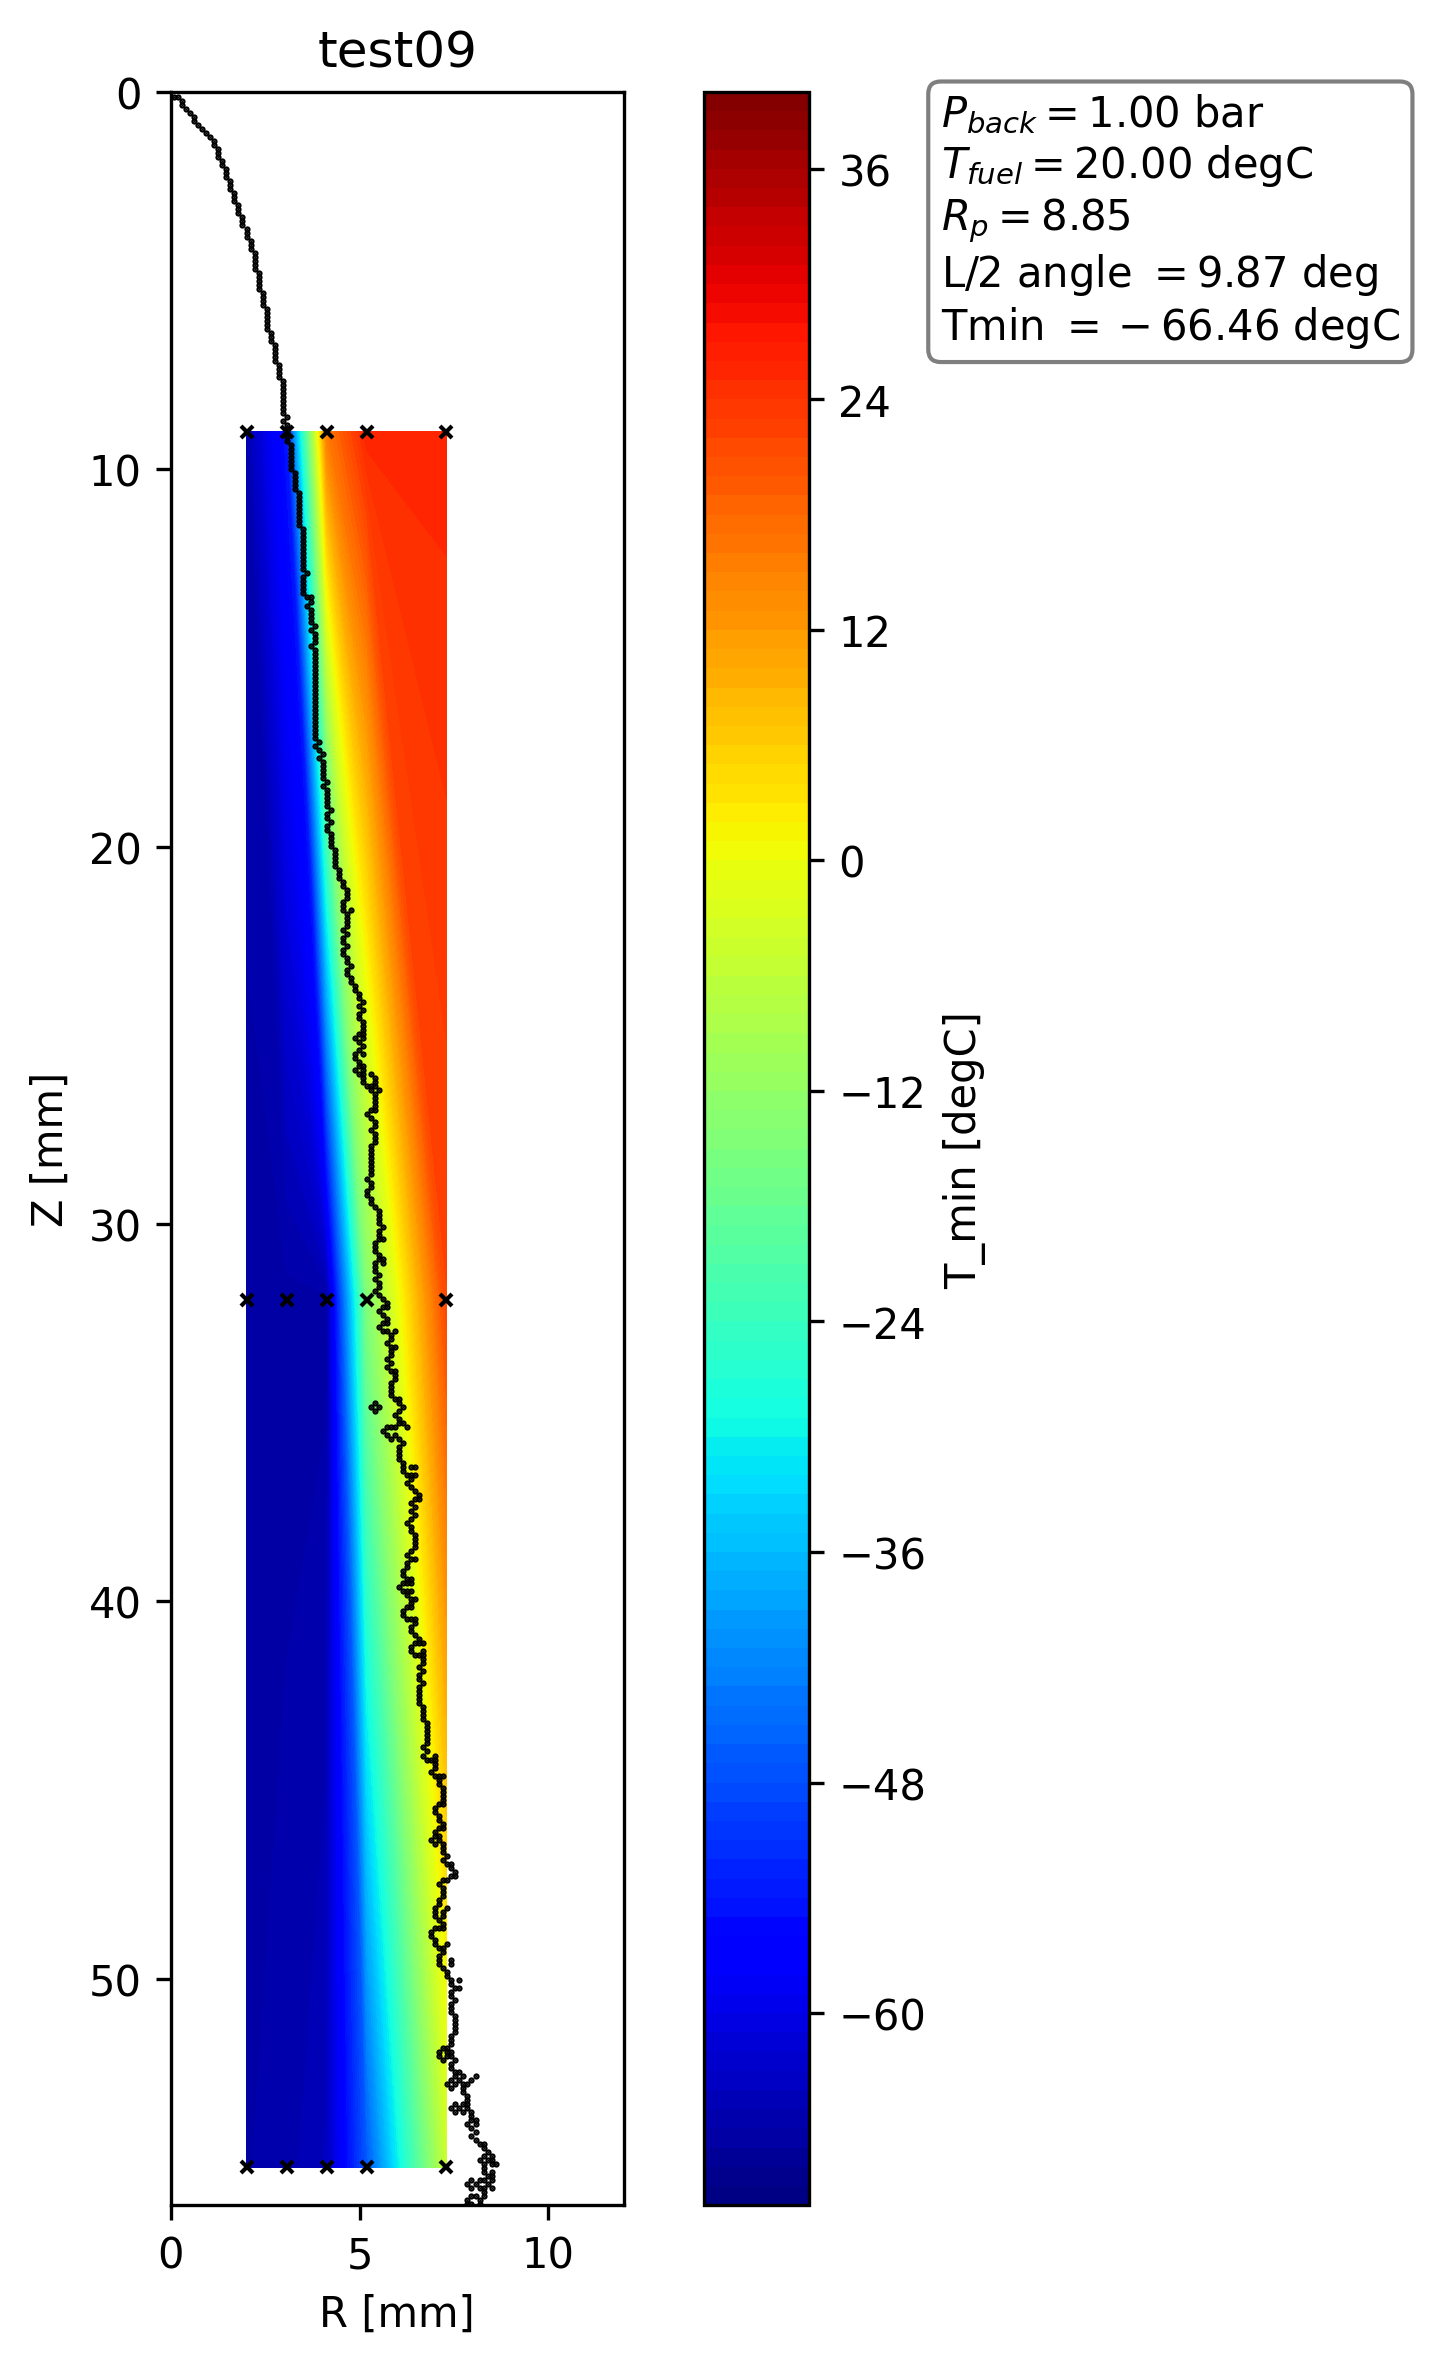 test09
P_back = 1.00 bar
T_fuel = 20.00 degC
R_p = 8.85
L/2 angle = 9.87 deg
Tmin = −66.46 degC
0
10
20
30
40
50
Z [mm]
0 5 10
R [mm]
36
24
12
0
−12
−24
−36
−48
−60
T_min [degC]